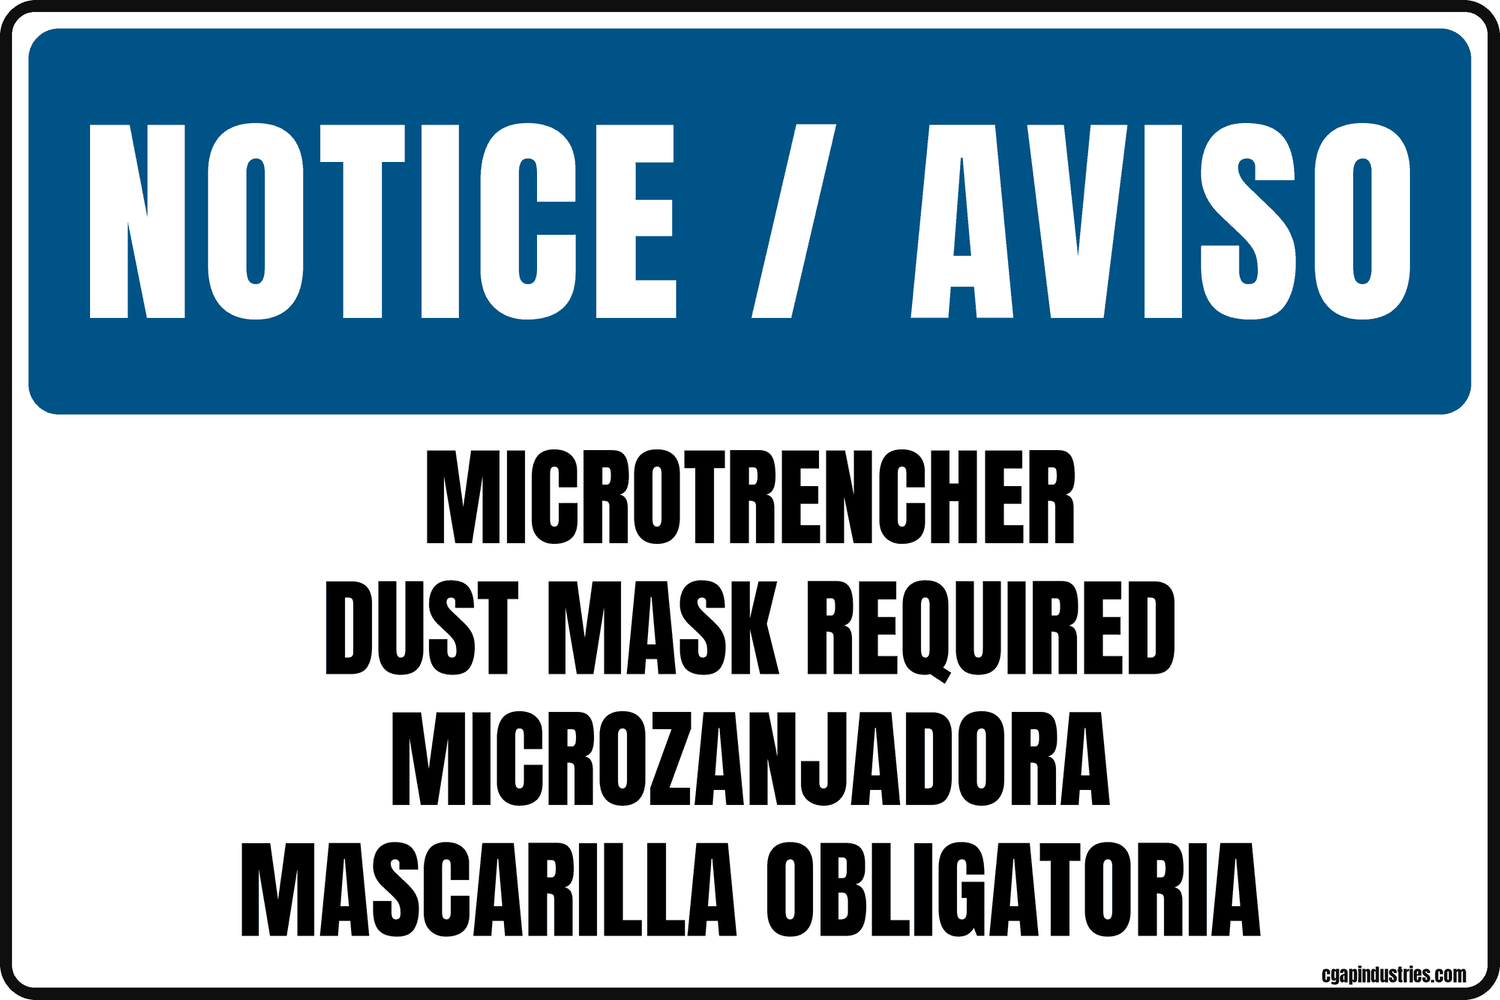 NOTICE / AVISO
MICROTRENCHER
DUST MASK REQUIRED
MICROZANJADORA
MASCARILLA OBLIGATORIA
cgapindustries.com